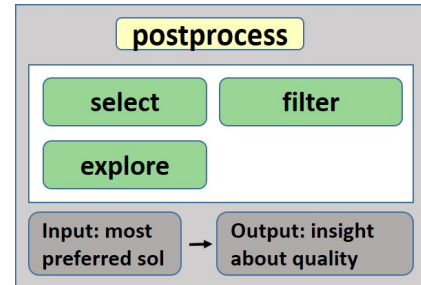 postprocess
select
filter
explore
Input: most
preferred sol
Output: insight
about quality